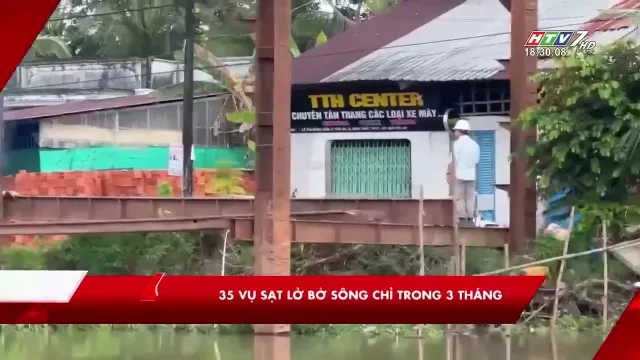 HTV7 HD
18:30:08
TTH CENTER
CHUYÊN TÂN TRANG CÁC LOẠI XE MÁY...
35 VỤ SẠT LỞ BỜ SÔNG CHỈ TRONG 3 THÁNG